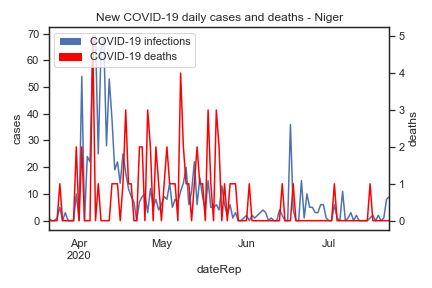 New COVID-19 daily cases and deaths - Niger
COVID-19 infections
COVID-19 deaths
cases
70
60
50
40
30
20
10
0
deaths
5
4
3
2
1
0
Apr
2020
May
Jun
Jul
dateRep